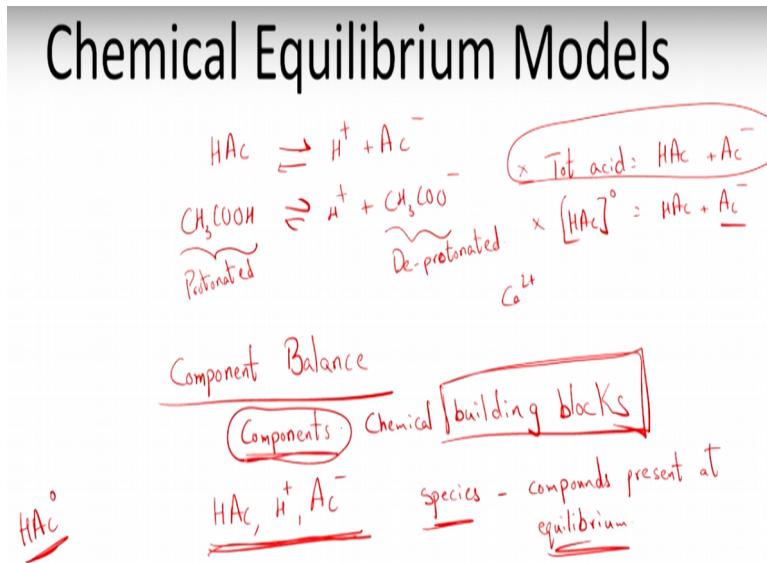 Chemical Equilibrium Models
HAc ⇌ H⁺ + Ac⁻
x Tot acid: HAc + Ac⁻
CH₃COOH ⇌ H⁺ + CH₃COO⁻
x [HAc]° = HAc + Ac⁻
Protonated
De-protonated
Ca²⁺
Component Balance
Components: Chemical building blocks
HAc, H⁺, Ac⁻
Species - compounds present at
equilibrium
HAc°